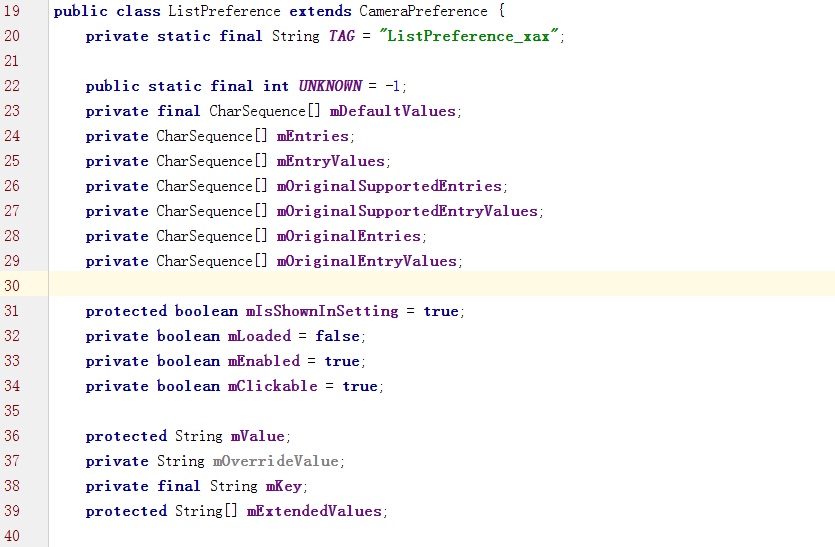 19 public class ListPreference extends CameraPreference {
20     private static final String TAG = "ListPreference_xax";
21
22     public static final int UNKNOWN = -1;
23     private final CharSequence[] mDefaultValues;
24     private CharSequence[] mEntries;
25     private CharSequence[] mEntryValues;
26     private CharSequence[] mOriginalSupportedEntries;
27     private CharSequence[] mOriginalSupportedEntryValues;
28     private CharSequence[] mOriginalEntries;
29     private CharSequence[] mOriginalEntryValues;
30
31     protected boolean mIsShownInSetting = true;
32     private boolean mLoaded = false;
33     private boolean mEnabled = true;
34     private boolean mClickable = true;
35
36     protected String mValue;
37     private String mOverrideValue;
38     private final String mKey;
39     protected String[] mExtendedValues;
40